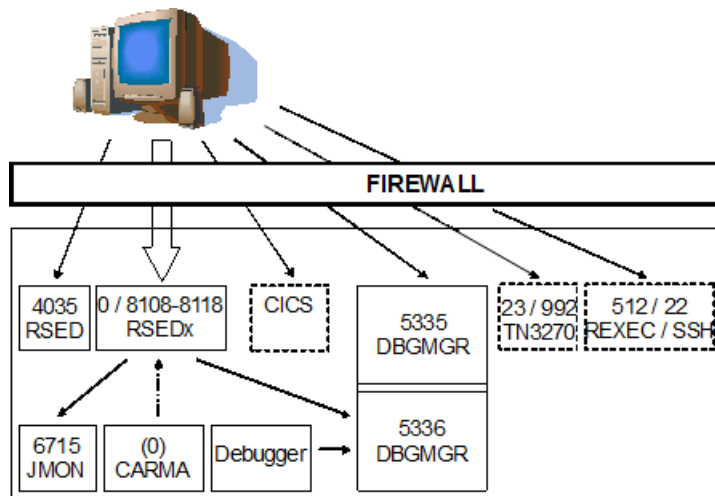 FIREWALL
4035
RSED
0 / 8108-8118
RSEDx
CICS
5335
DBGMGR
23 / 992
TN3270
512 / 22
REXEC / SSH
6715
JMON
(0)
CARMA
Debugger
5336
DBGMGR